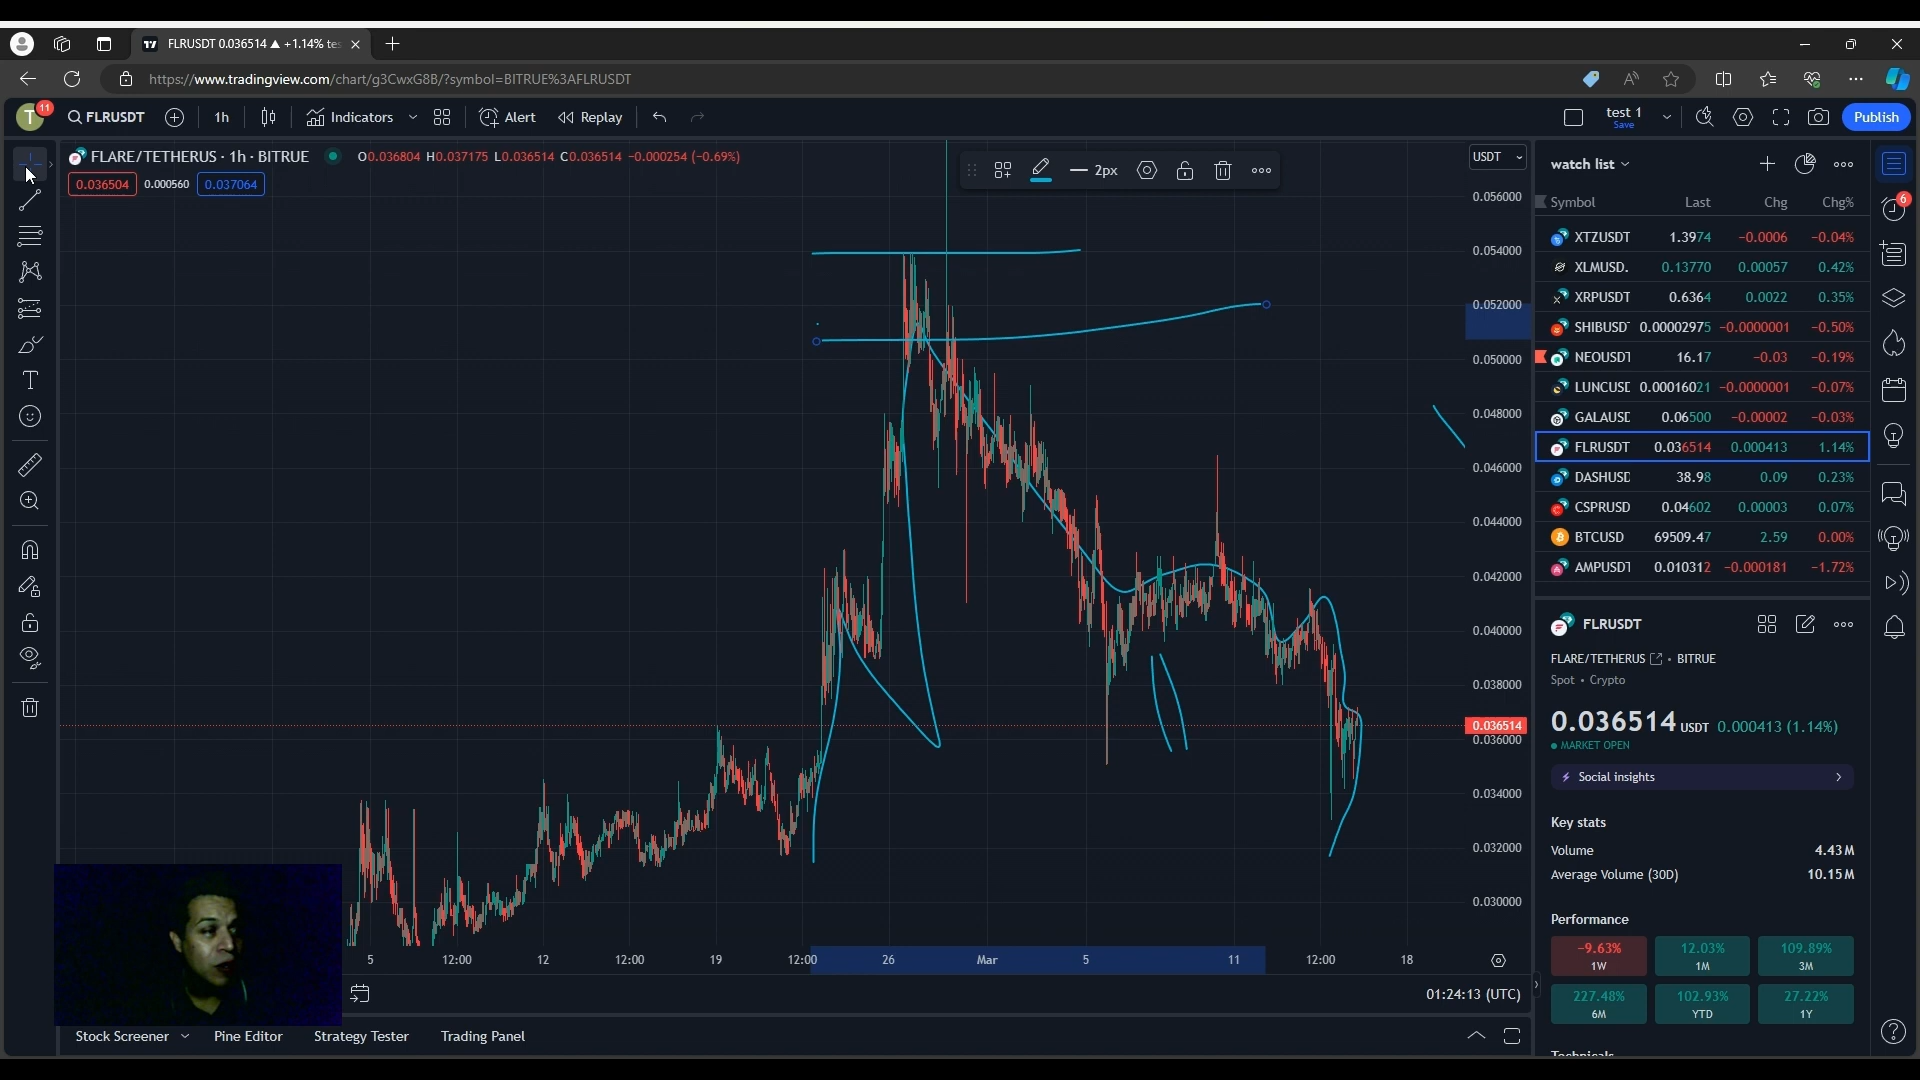 FLRUSDT 0.036514 ▲ +1.14% tes
https://www.tradingview.com/chart/g3CwxG8B/?symbol=BITRUE%3AFLRUSDT
T
11
FLRUSDT
1h
Indicators
Alert
Replay
test 1
Save
Publish
FLARE/TETHERUS · 1h · BITRUE
O0.036804 H0.037175 L0.036514 C0.036514 -0.000254 (-0.69%)
0.036504 0.000560 0.037064
2px
USDT
0.056000
0.054000
0.052000
0.050000
0.048000
0.046000
0.044000
0.042000
0.040000
0.038000
0.036514
0.036000
0.034000
0.032000
0.030000
5 12:00 12 12:00 19 12:00 26 Mar 5 11 12:00 18
01:24:13 (UTC)
Stock Screener
Pine Editor
Strategy Tester
Trading Panel
watch list
Symbol Last Chg Chg%
XTZUSDT 1.3974 -0.0006 -0.04%
XLMUSD. 0.13770 0.00057 0.42%
XRPUSDT 0.6364 0.0022 0.35%
SHIBUSD 0.00002975 -0.0000001 -0.50%
NEOUSDT 16.17 -0.03 -0.19%
LUNCUSD 0.00016021 -0.0000001 -0.07%
GALAUSD 0.06500 -0.00002 -0.03%
FLRUSDT 0.036514 0.000413 1.14%
DASHUSD 38.98 0.09 0.23%
CSPRUSD 0.04602 0.00003 0.07%
BTCUSD 69509.47 2.59 0.00%
AMPUSDT 0.010312 -0.000181 -1.72%
6
FLRUSDT
FLARE/TETHERUS • BITRUE
Spot • Crypto
0.036514 USDT 0.000413 (1.14%)
MARKET OPEN
Social insights
Key stats
Volume 4.43M
Average Volume (30D) 10.15M
Performance
-9.63% 12.03% 109.89%
1W 1M 3M
227.48% 102.93% 27.22%
6M YTD 1Y